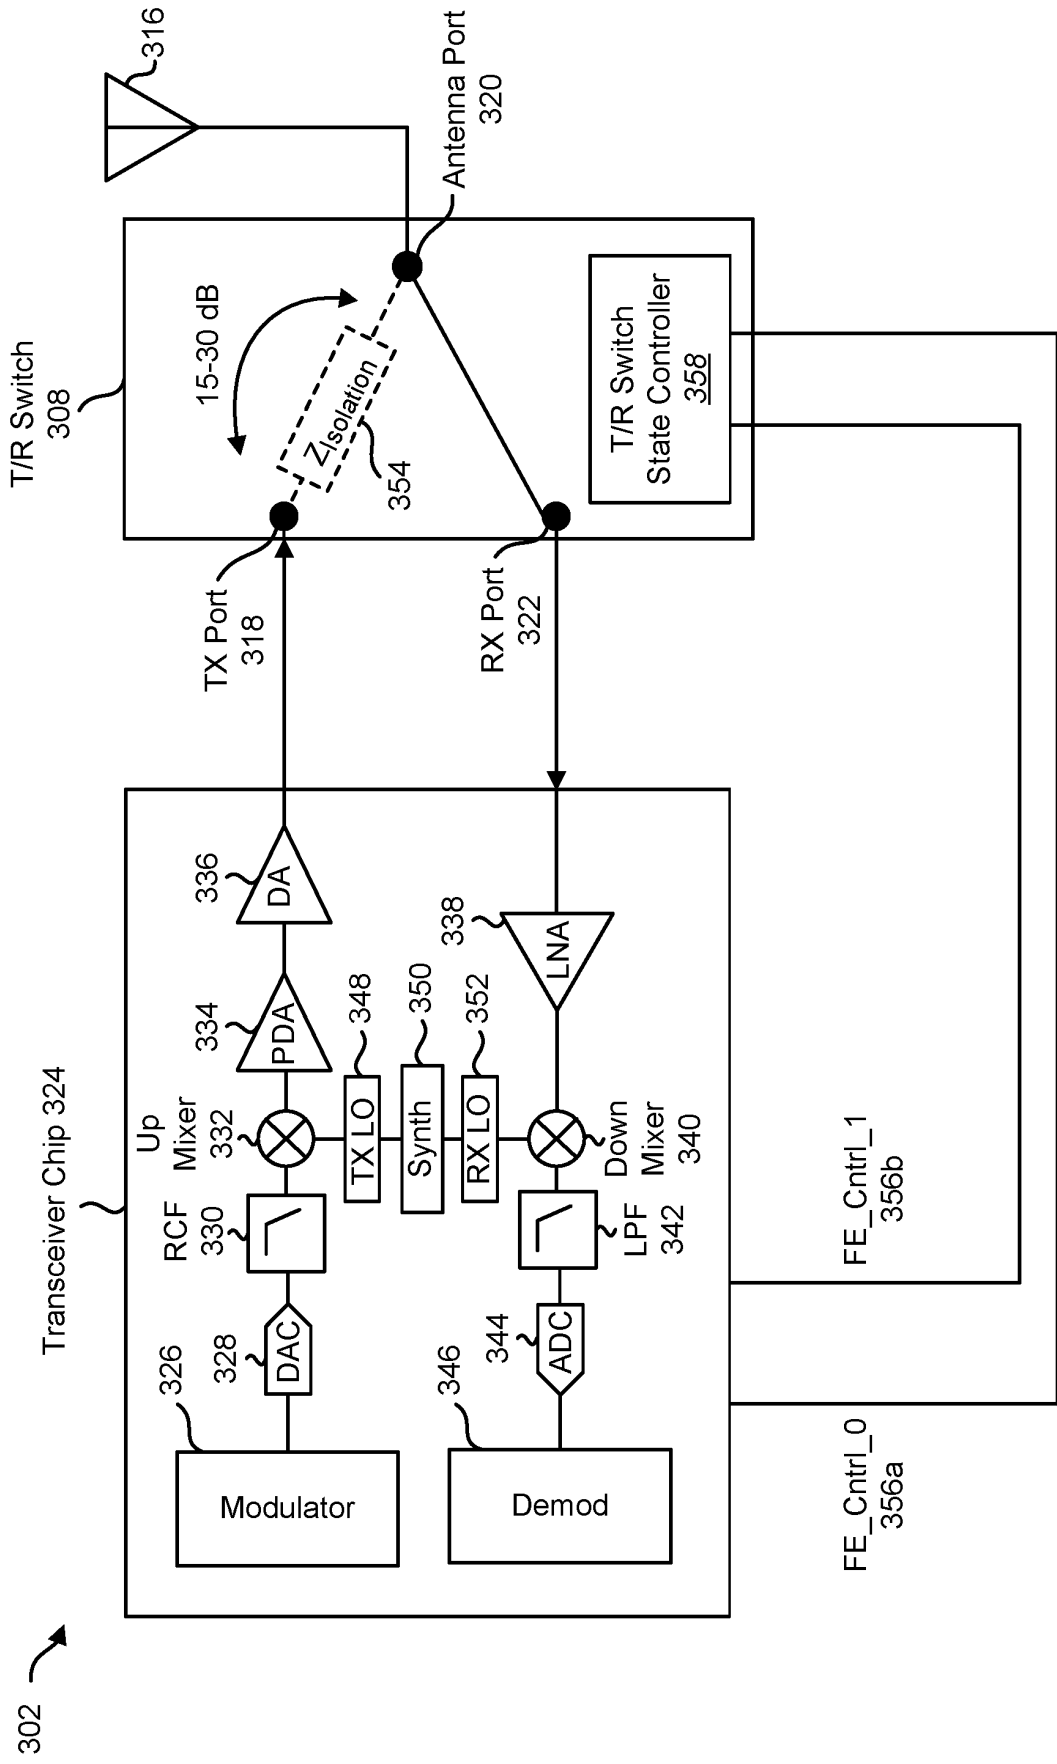 302
Transceiver Chip 324
T/R Switch
308
316
Antenna Port
320
TX Port
318
RX Port
322
15-30 dB
ZIsolation
354
T/R Switch
State Controller
358
326
Modulator
328
DAC
RCF
330
Up
Mixer
332
334
PDA
336
DA
TX LO
348
Synth
350
RX LO
352
338
LNA
Down
Mixer
340
LPF
342
344
ADC
346
Demod
FE_Cntrl_0
356a
FE_Cntrl_1
356b